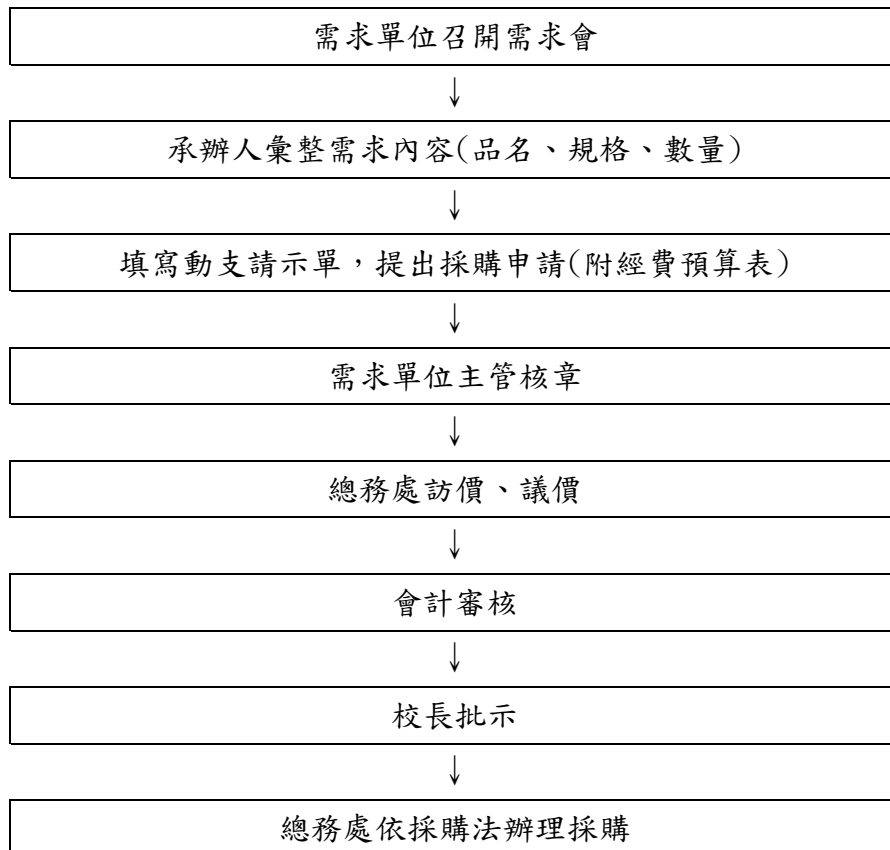 需求單位召開需求會
↓
承辦人彙整需求內容(品名、規格、數量)
↓
填寫動支請示單，提出採購申請(附經費預算表)
↓
需求單位主管核章
↓
總務處訪價、議價
↓
會計審核
↓
校長批示
↓
總務處依採購法辦理採購